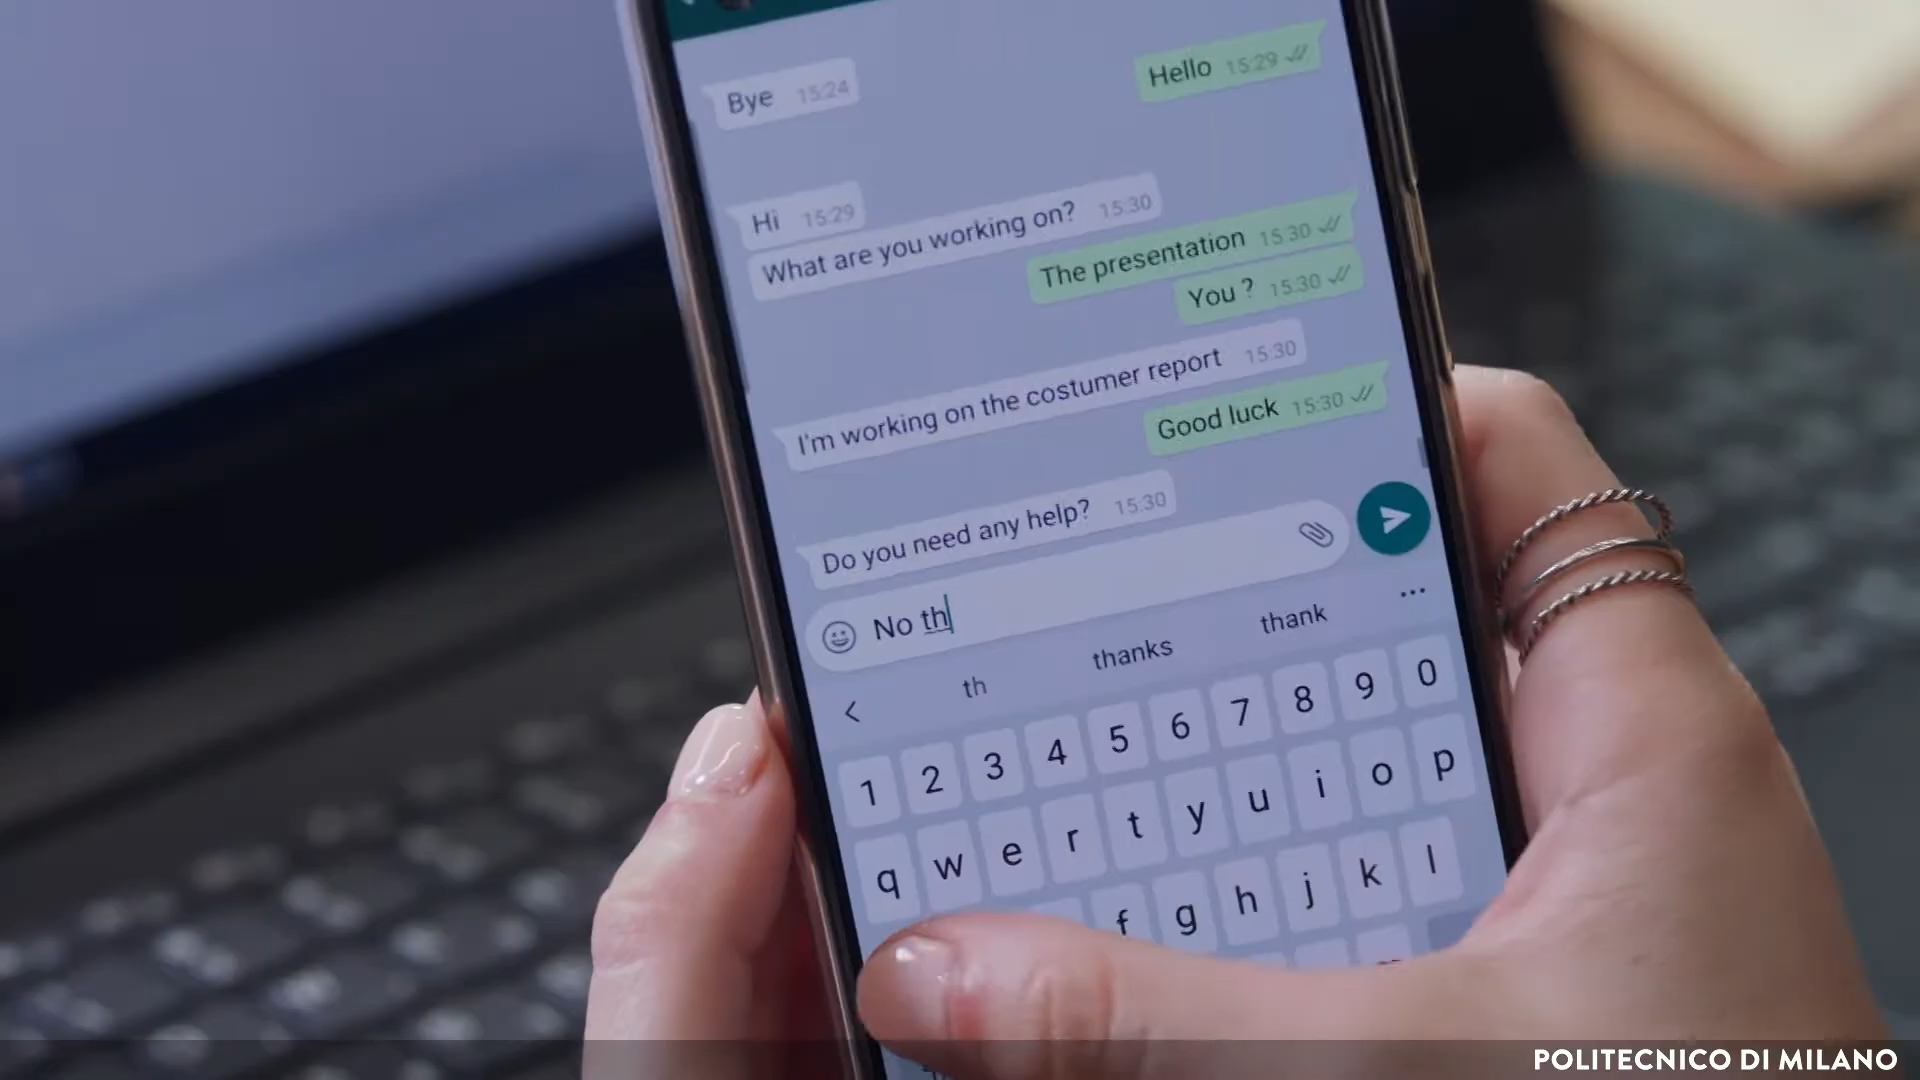 Bye 15:24
Hello 15:29
Hi 15:29
What are you working on? 15:30
The presentation 15:30
You ? 15:30
I'm working on the costumer report 15:30
Good luck 15:30
Do you need any help? 15:30
No th
th thanks thank
1 2 3 4 5 6 7 8 9 0
q w e r t y u i o p
f g h j k l
POLITECNICO DI MILANO